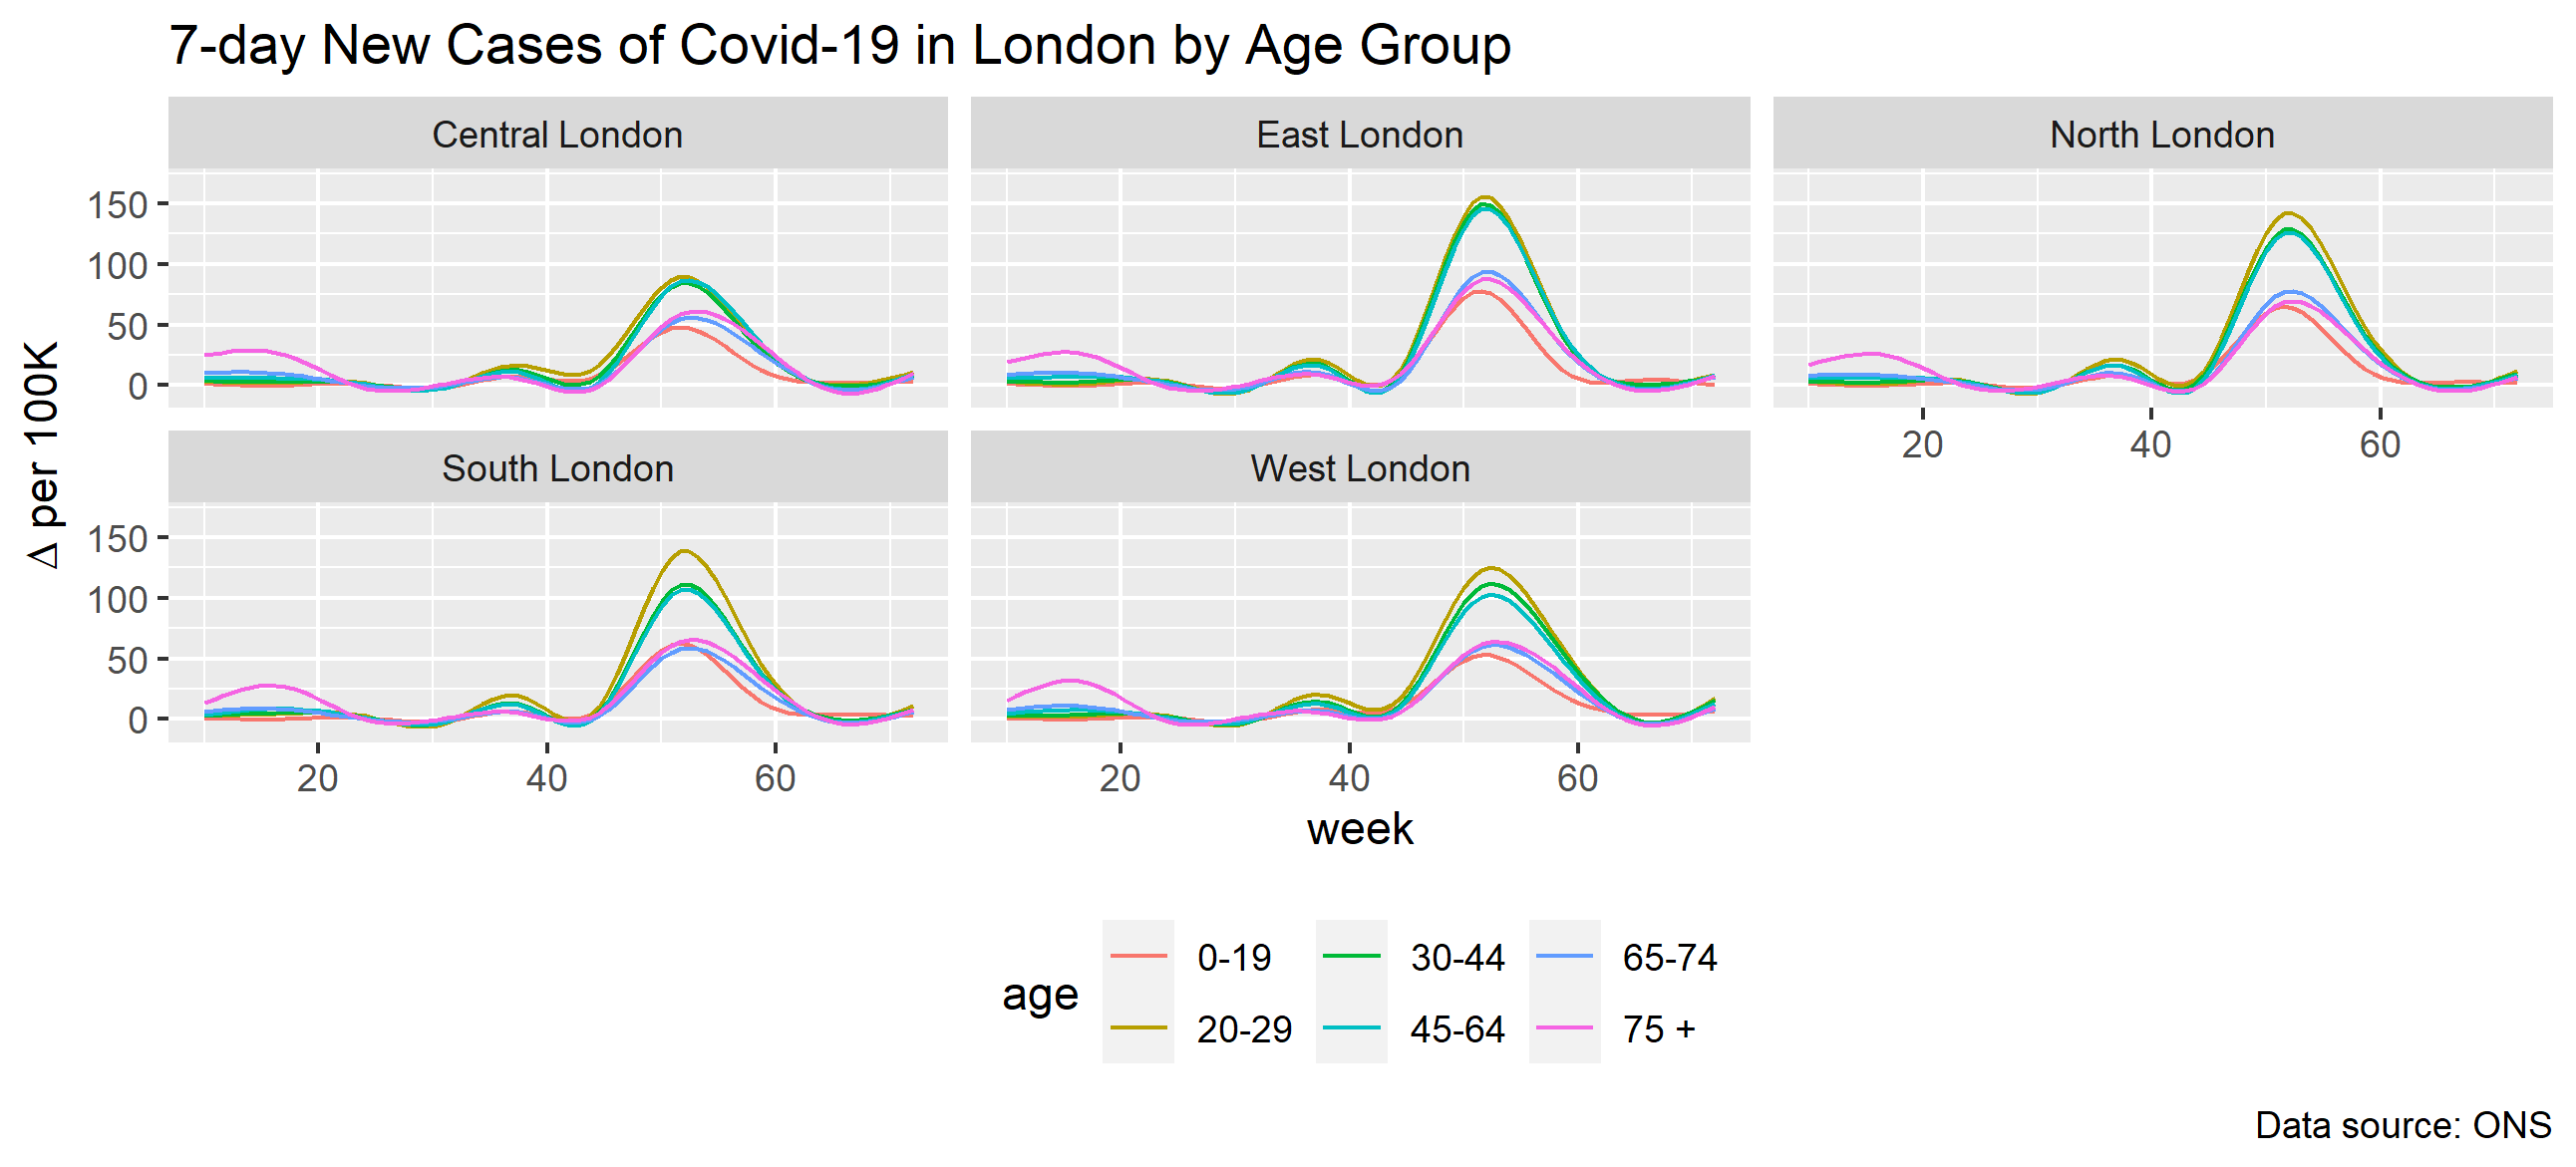 7-day New Cases of Covid-19 in London by Age Group
Central London
East London
North London
150
100
50
0
20 40 60
South London
West London
150
100
50
0
20 40 60
20 40 60
Δ per 100K
week
age
0-19 30-44 65-74
20-29 45-64 75 +
Data source: ONS